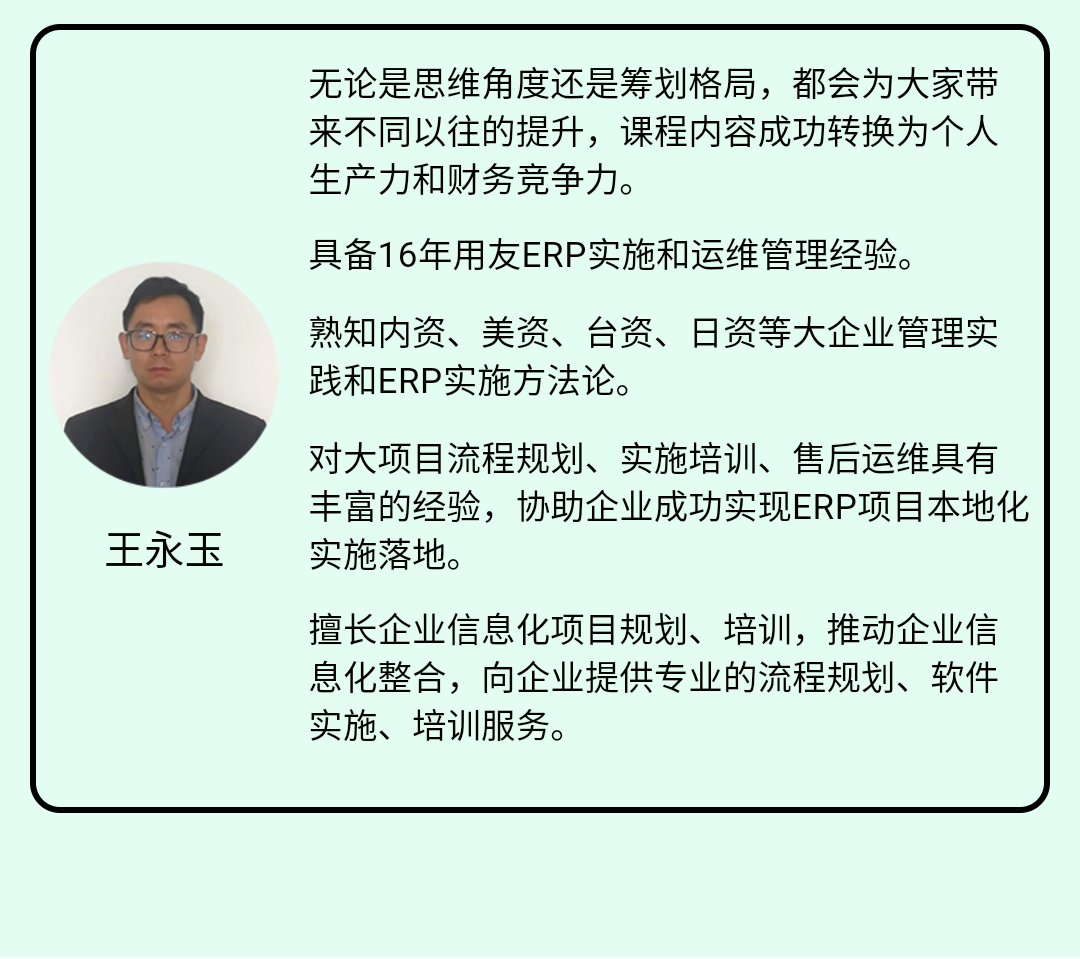 无论是思维角度还是筹划格局，都会为大家带
来不同以往的提升，课程内容成功转换为个人
生产力和财务竞争力。
具备16年用友ERP实施和运维管理经验。
熟知内资、美资、台资、日资等大企业管理实
践和ERP实施方法论。
对大项目流程规划、实施培训、售后运维具有
丰富的经验，协助企业成功实现ERP项目本地化
实施落地。
擅长企业信息化项目规划、培训，推动企业信
息化整合，向企业提供专业的流程规划、软件
实施、培训服务。
王永玉